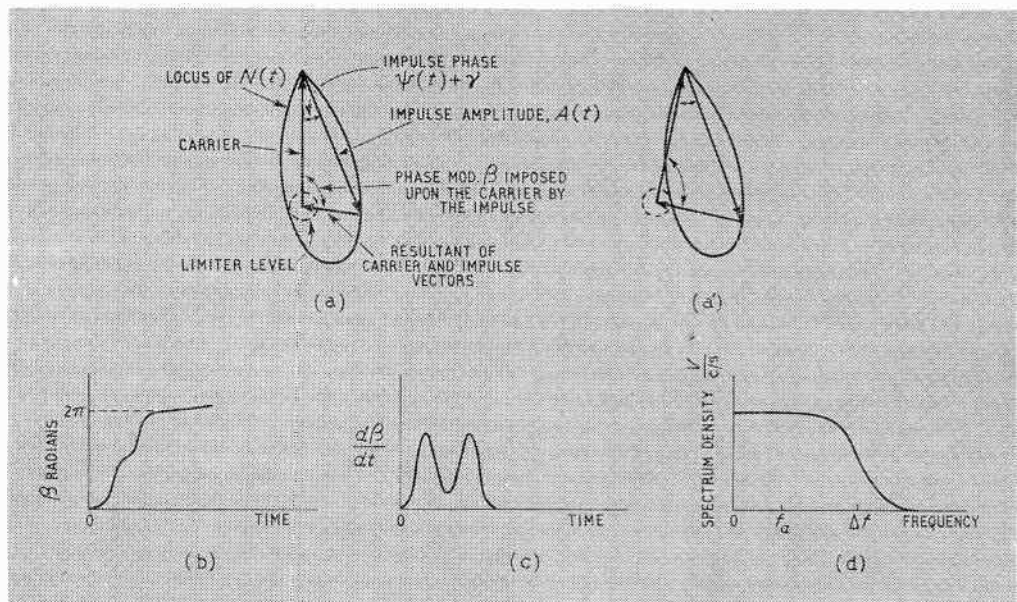 LOCUS OF N(t)
IMPULSE PHASE
ψ(t)+γ
IMPULSE AMPLITUDE, A(t)
CARRIER
PHASE MOD. β IMPOSED
UPON THE CARRIER BY
THE IMPULSE
LIMITER LEVEL
RESULTANT OF
CARRIER AND IMPULSE
VECTORS
(a)
(a')
β RADIANS
2π
0
TIME
(b)
dβ
dt
0
TIME
(c)
SPECTRUM DENSITY V
c/s
0
fa
Δf
FREQUENCY
(d)